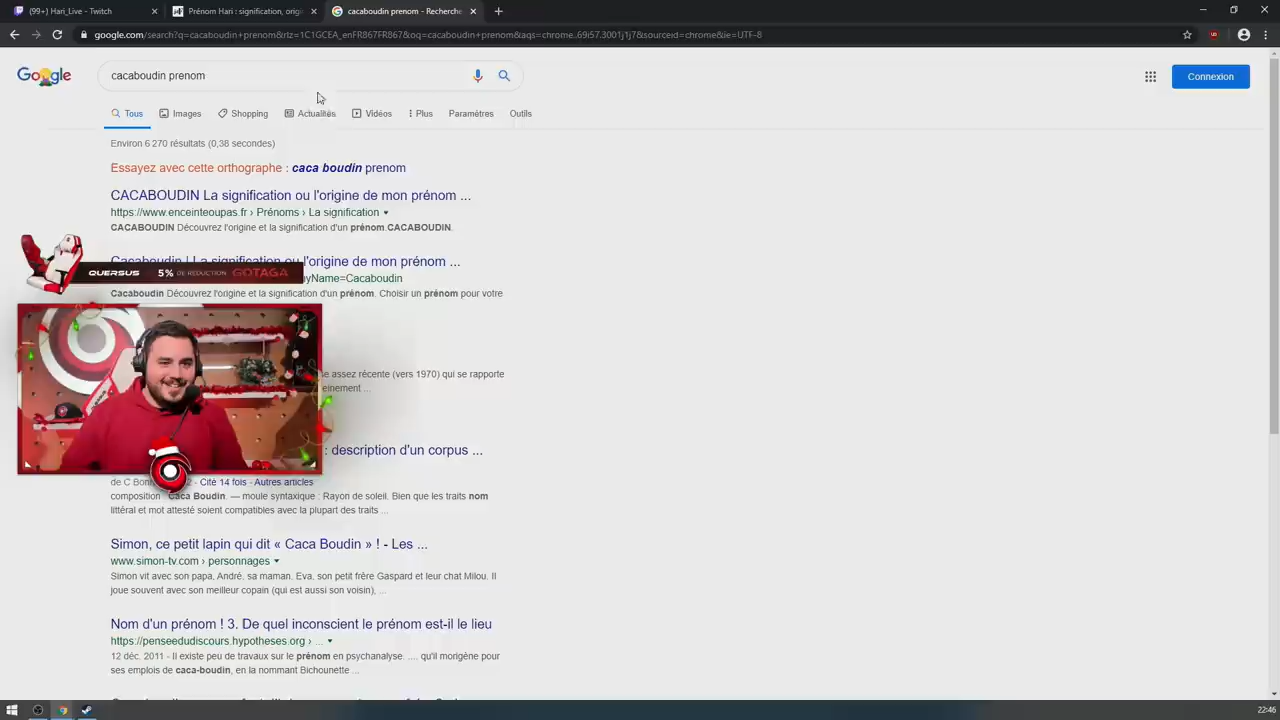 (99+) Hari_Live - Twitch
Prénom Hari : signification, orig
cacaboudin prenom - Recherche
google.com/search?q=cacaboudin+prenom&rlz=1C1GCEA_enFR867FR867&oq=cacaboudin+prenom&aqs=chrome..69i57.3001j1j7&sourceid=chrome&ie=UTF-8
Google
cacaboudin prenom
Connexion
Tous Images Shopping Actualités Vidéos Plus Paramètres Outils
Environ 6 270 résultats (0,38 secondes)
Essayez avec cette orthographe : caca boudin prenom
CACABOUDIN La signification ou l'origine de mon prénom ...
https://www.enceinteoupas.fr › Prénoms › La signification
CACABOUDIN Découvrez l'origine et la signification d'un prénom.CACABOUDIN.
Cacaboudin | La signification ou l'origine de mon prénom ...
QUERSUS 5% DE REDUCTION GOTAGA
yName=Cacaboudin
Cacaboudin Découvrez l'origine et la signification d'un prénom. Choisir un prénom pour votre
se assez récente (vers 1970) qui se rapporte
einement ...
: description d'un corpus ...
de C Bon 2 - Cité 14 fois - Autres articles
composition Caca Boudin. — moule syntaxique : Rayon de soleil. Bien que les traits nom
littéral et mot attesté soient compatibles avec la plupart des traits ...
Simon, ce petit lapin qui dit « Caca Boudin » ! - Les ...
www.simon-tv.com › personnages
Simon vit avec son papa, André, sa maman, Eva, son petit frère Gaspard et leur chat Milou. Il
joue souvent avec son meilleur copain (qui est aussi son voisin), ...
Nom d'un prénom ! 3. De quel inconscient le prénom est-il le lieu
https://penseedudiscours.hypotheses.org › ...
12 déc. 2011 - Il existe peu de travaux sur le prénom en psychanalyse. .... qu'il morigène pour
ses emplois de caca-boudin, en la nommant Bichounette ...
22:46